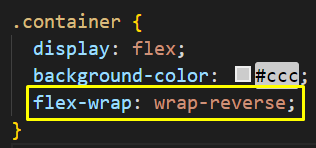 .container {
display: flex;
background-color: #ccc;
flex-wrap: wrap-reverse;
}